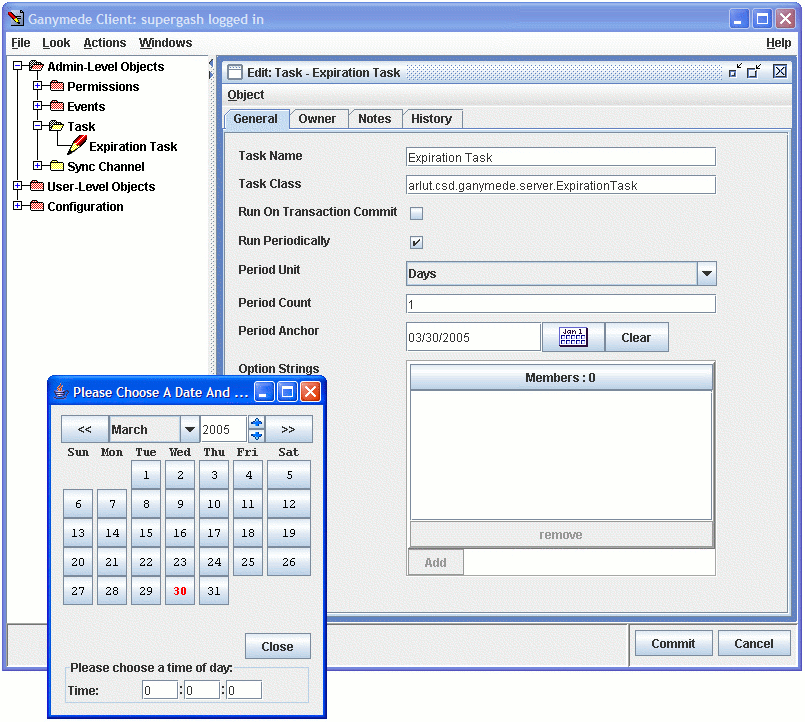 Ganymede Client: supergash logged in
File Look Actions Windows Help
Admin-Level Objects
Permissions
Events
Task
Expiration Task
Sync Channel
User-Level Objects
Configuration
Edit: Task - Expiration Task
Object
General Owner Notes History
Task Name Expiration Task
Task Class arlut.csd.ganymede.server.ExpirationTask
Run On Transaction Commit
Run Periodically
Period Unit Days
Period Count 1
Period Anchor 03/30/2005 Jan 1 Clear
Option Strings
Members : 0
remove
Add
Please Choose A Date And ...
<< March 2005 >>
Sun Mon Tue Wed Thu Fri Sat
1 2 3 4 5
6 7 8 9 10 11 12
13 14 15 16 17 18 19
20 21 22 23 24 25 26
27 28 29 30 31
Close
Please choose a time of day:
Time: 0 : 0 : 0
Commit Cancel